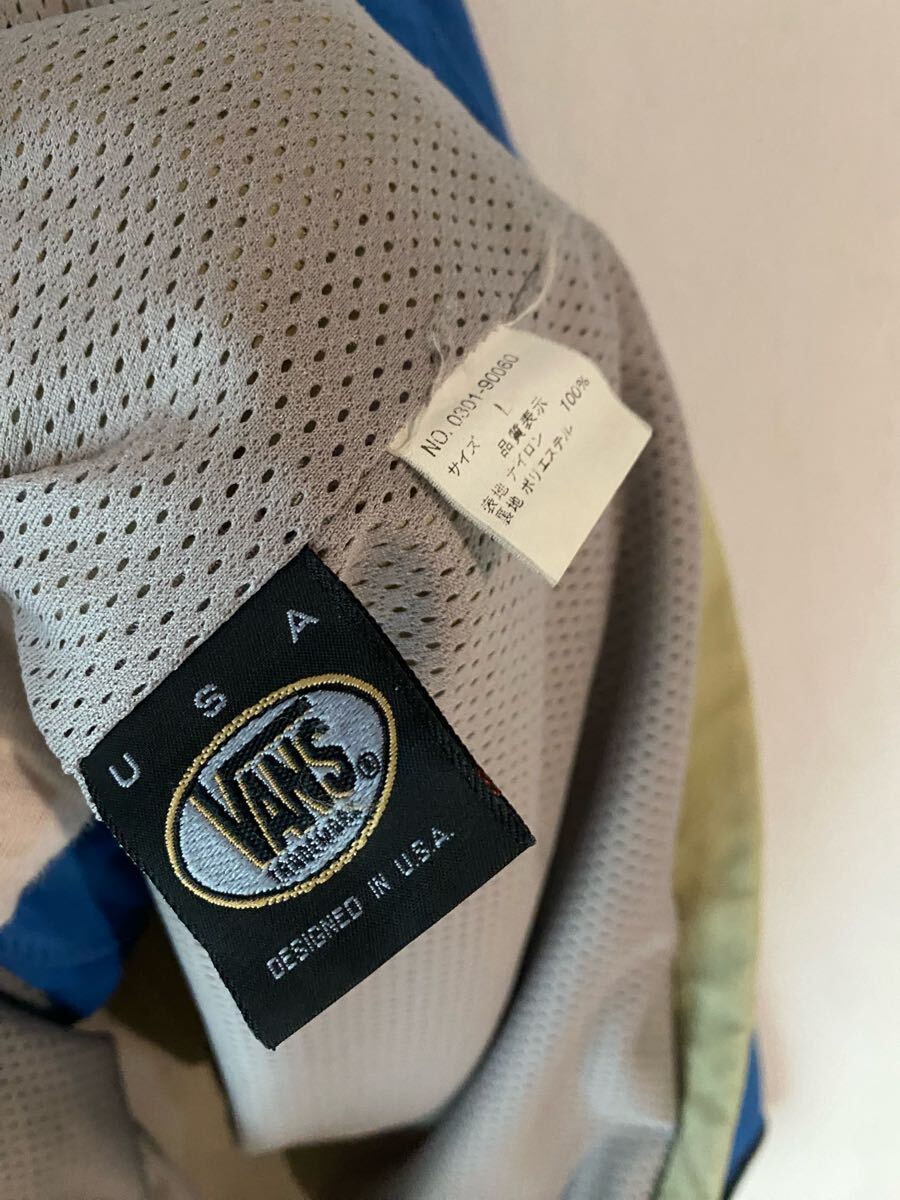 NO. 0301-90060
サイズ L
品質表示
表地 ナイロン 100%
裏地 ポリエステル
U S A
VANS®
DESIGNED IN U.S.A.